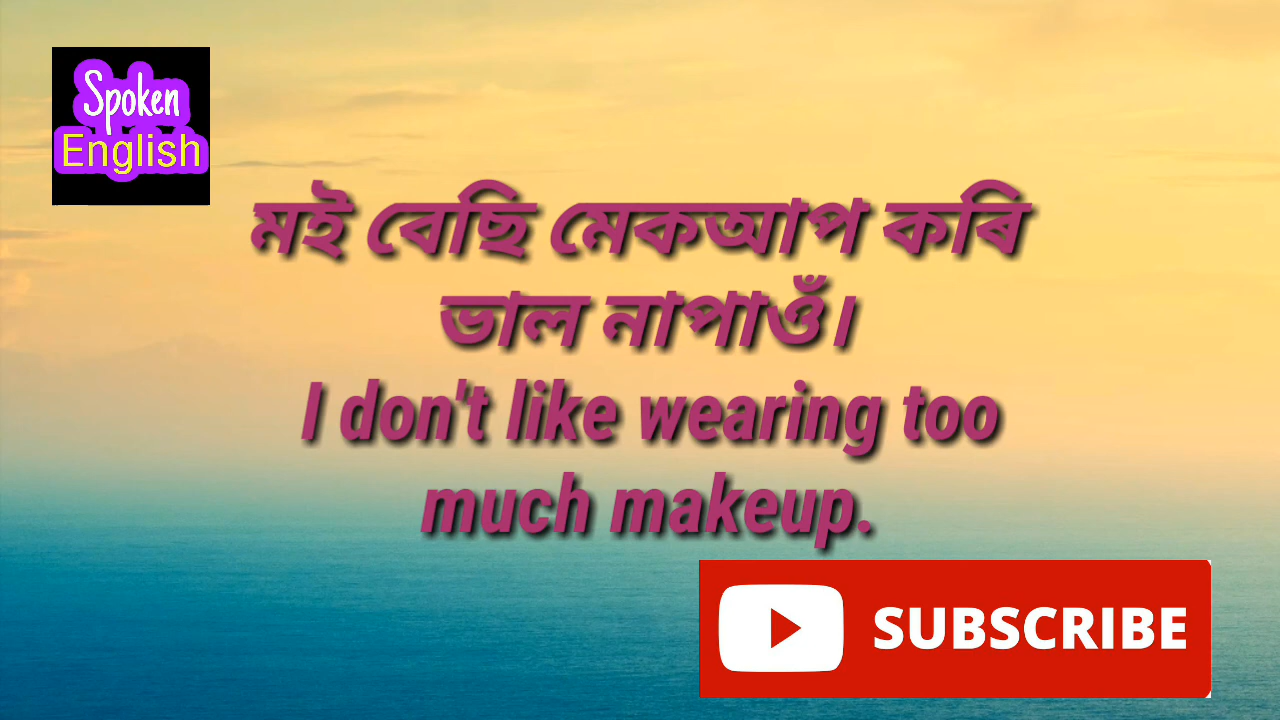 Spoken
English
মই বেছি মেকআপ কৰি
ভাল নাপাওঁ।
I don't like wearing too
much makeup.
SUBSCRIBE